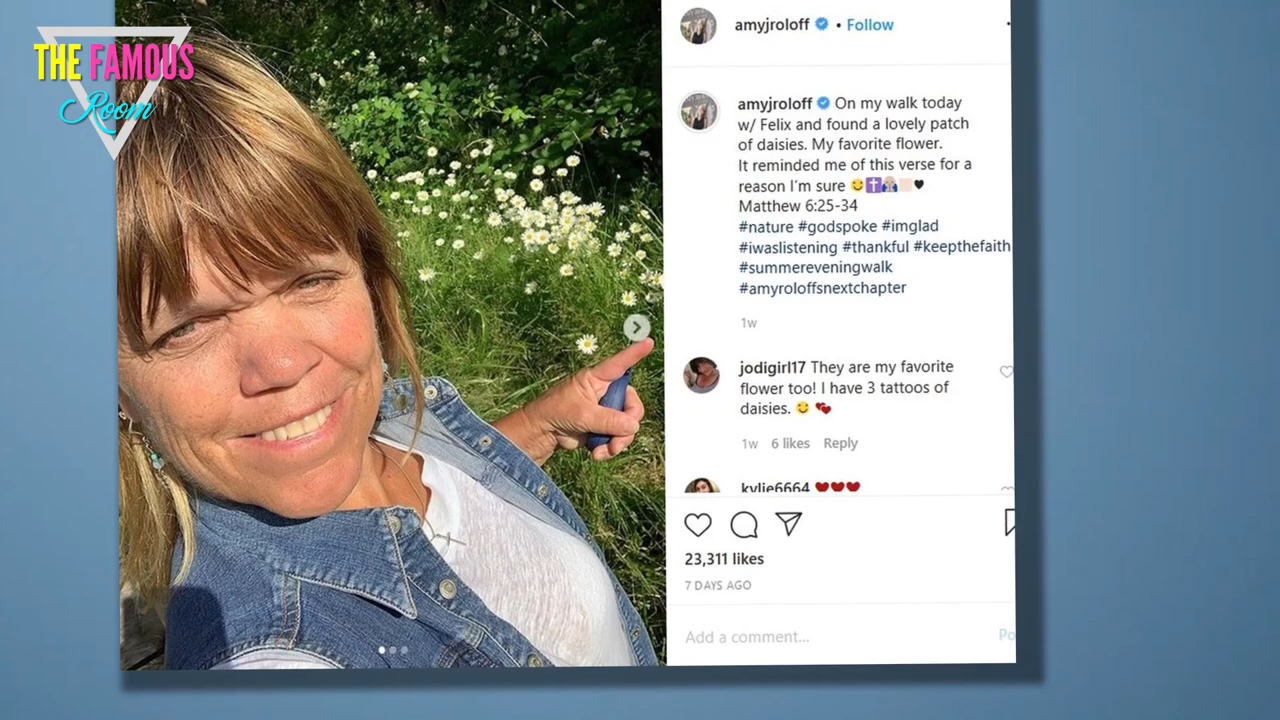 THE FAMOUS
Room
amyjroloff • Follow
amyjroloff On my walk today
w/ Felix and found a lovely patch
of daisies. My favorite flower.
It reminded me of this verse for a
reason I'm sure
Matthew 6:25-34
#nature #godspoke #imglad
#iwaslistening #thankful #keepthefaith
#summereveningwalk
#amyroloffsnextchapter
1w
jodigirl17 They are my favorite
flower too! I have 3 tattoos of
daisies.
1w 6 likes Reply
kylie6664
23,311 likes
7 DAYS AGO
Add a comment... Po